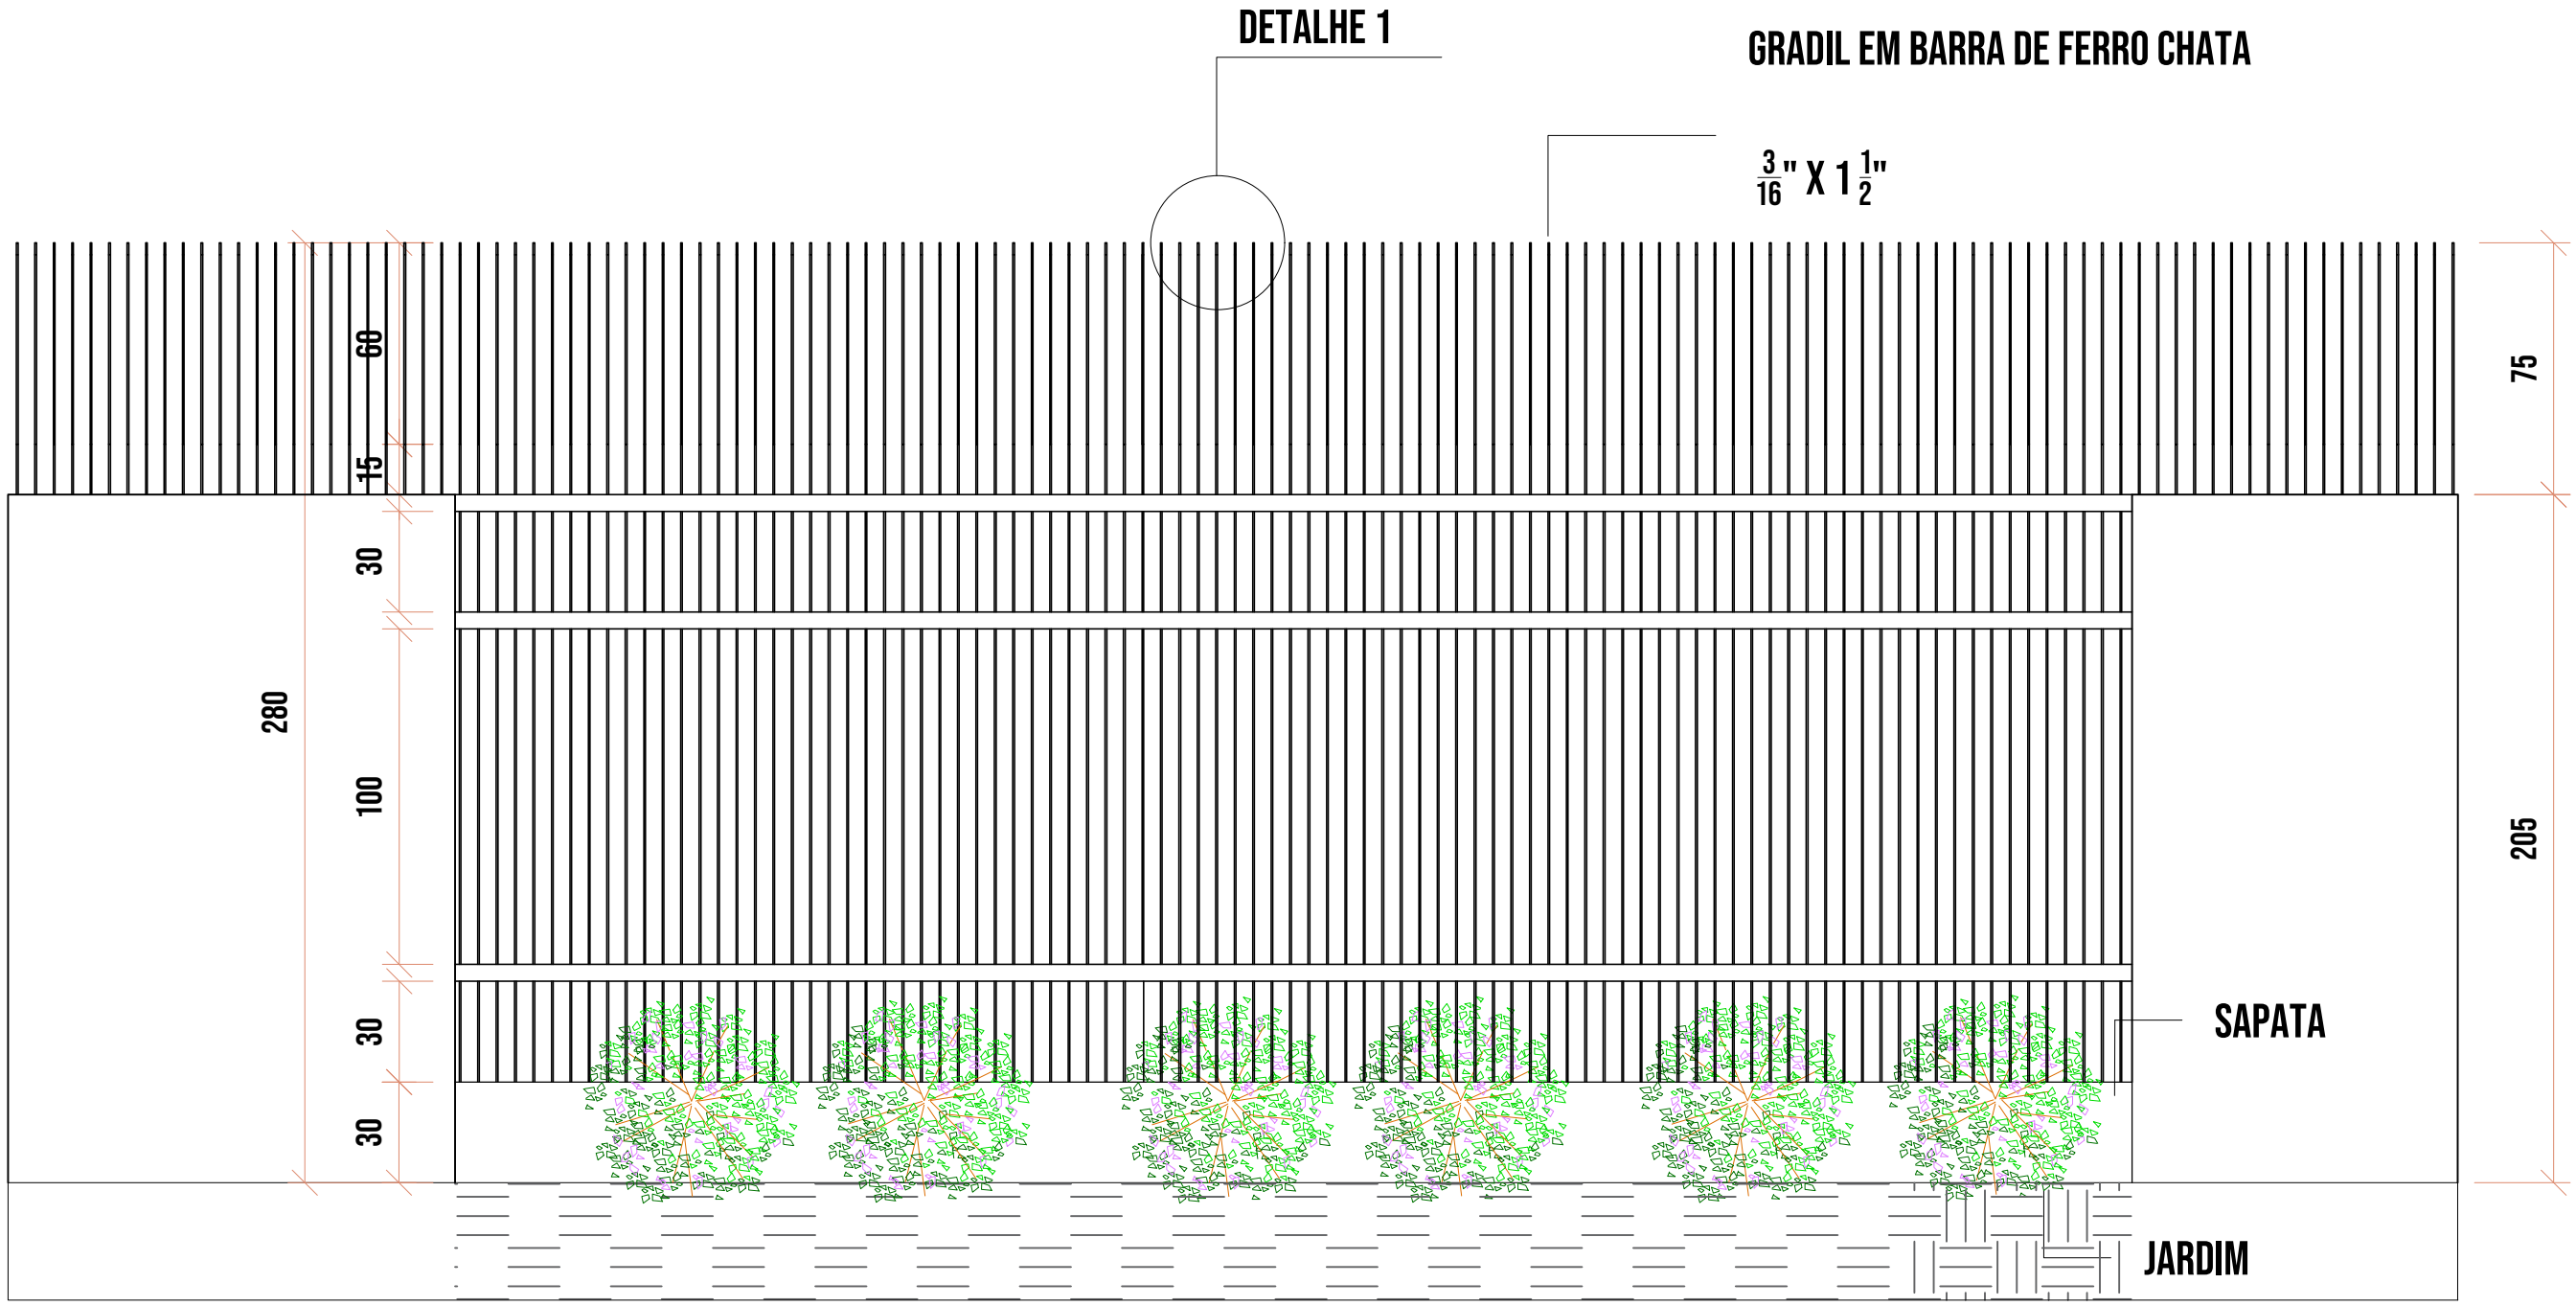 DETALHE 1
GRADIL EM BARRA DE FERRO CHATA
3/16" X 1 1/2"
60
75
15
30
280
100
205
30
SAPATA
30
JARDIM